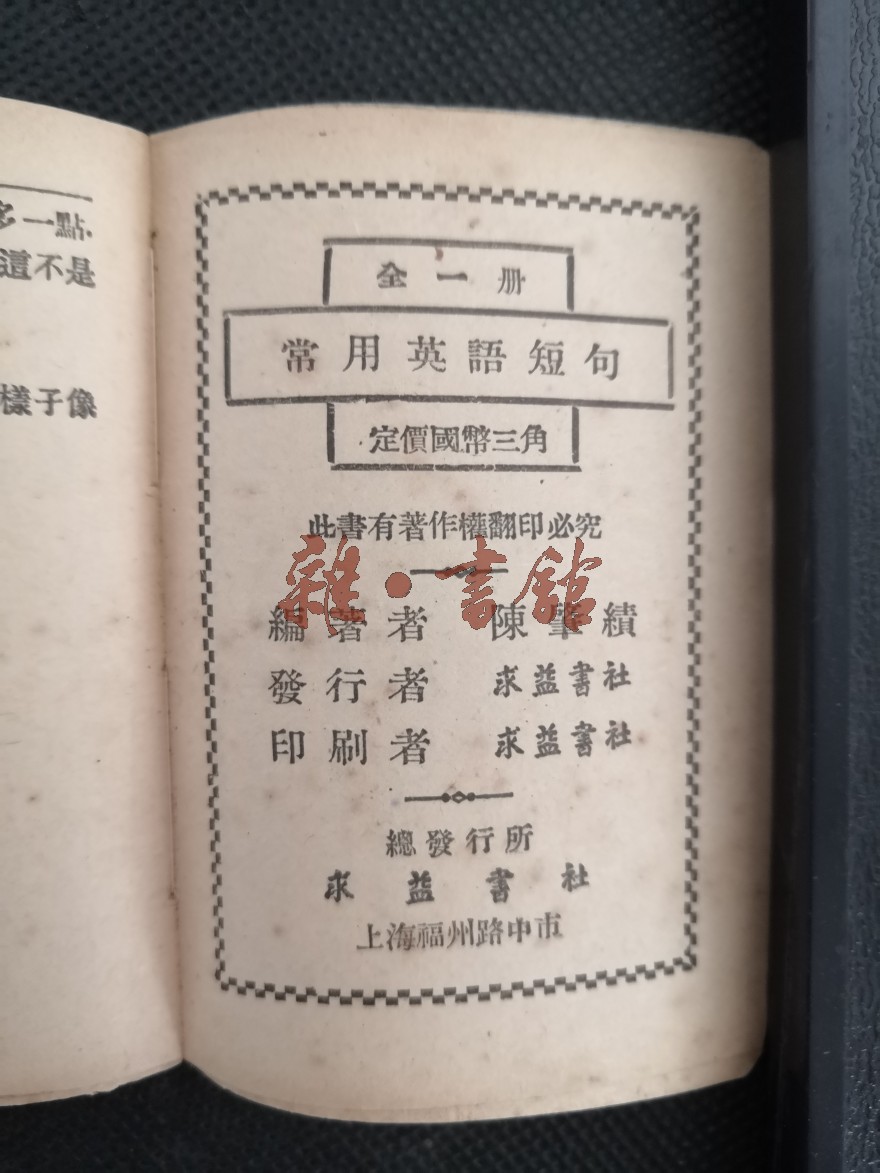 多一點
這不是
樣子像
全一册
常用英語短句
定價國幣三角
此書有著作權翻印必究
雜·書館
編著者 陳肇績
發行者 求益書社
印刷者 求益書社
總發行所
求益書社
上海福州路中市